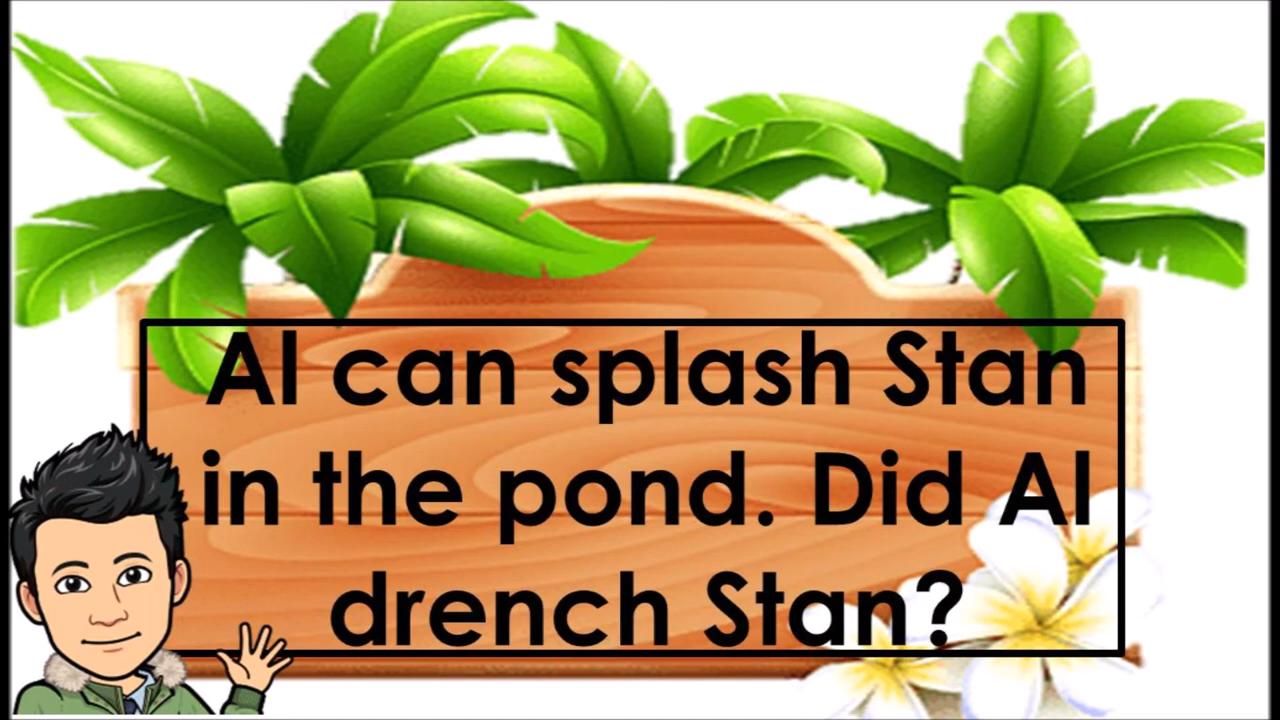 Al can splash Stan
in the pond. Did Al
drench Stan?